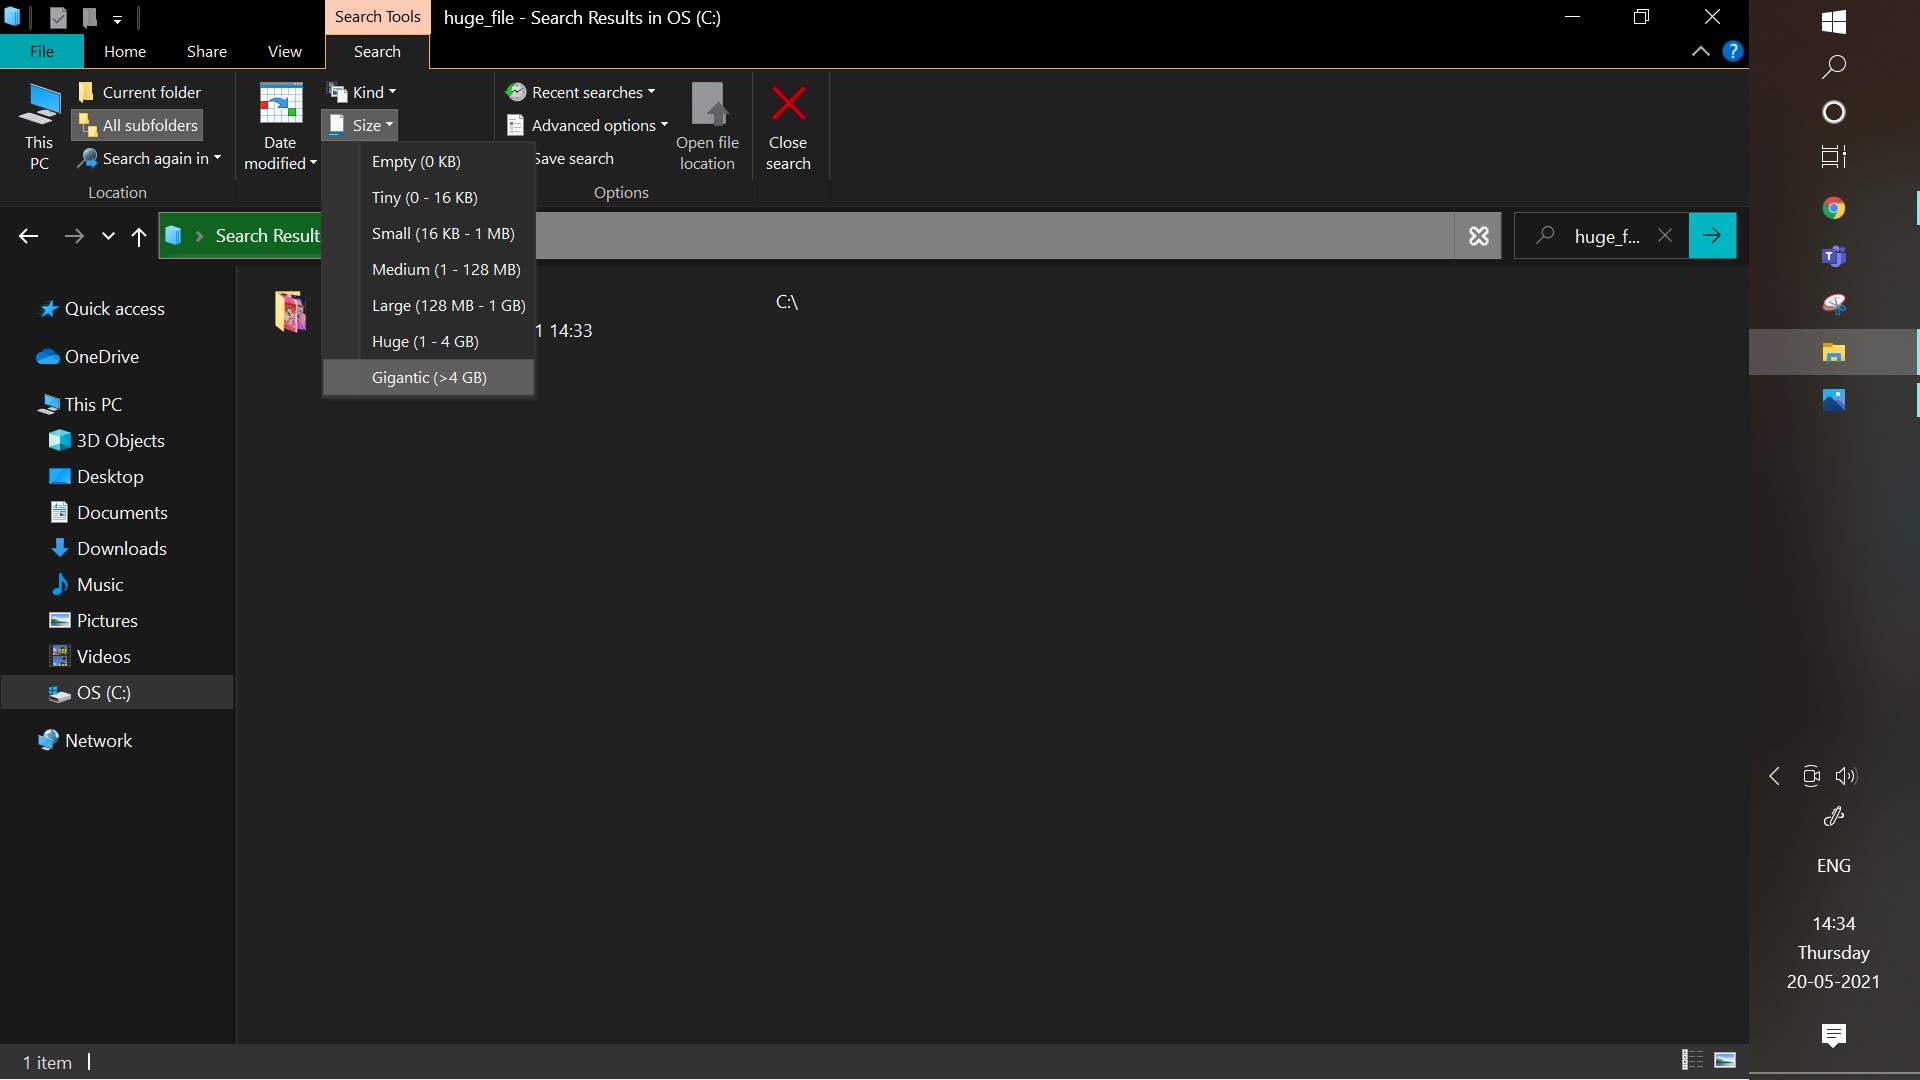 Search Tools
huge_file - Search Results in OS (C:)
File
Home
Share
View
Search
?
This
PC
Current folder
All subfolders
Search again in
Location
Date
modified
Kind
Size
Recent searches
Advanced options
Save search
Options
Open file
location
Close
search
Empty (0 KB)
Tiny (0 - 16 KB)
Small (16 KB - 1 MB)
Medium (1 - 128 MB)
Large (128 MB - 1 GB)
Huge (1 - 4 GB)
Gigantic (>4 GB)
Search Result
huge_f...
C:\
1 14:33
Quick access
OneDrive
This PC
3D Objects
Desktop
Documents
Downloads
Music
Pictures
Videos
OS (C:)
Network
1 item
ENG
14:34
Thursday
20-05-2021